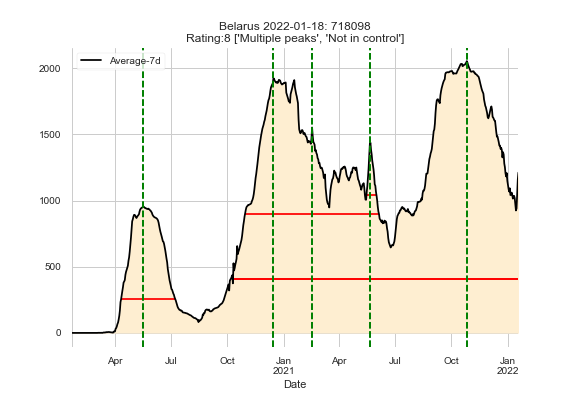 Belarus 2022-01-18: 718098
Rating:8 ['Multiple peaks', 'Not in control']
Average-7d
2000
1500
1000
500
0
Apr Jul Oct Jan Apr Jul Oct Jan
2021 2022
Date